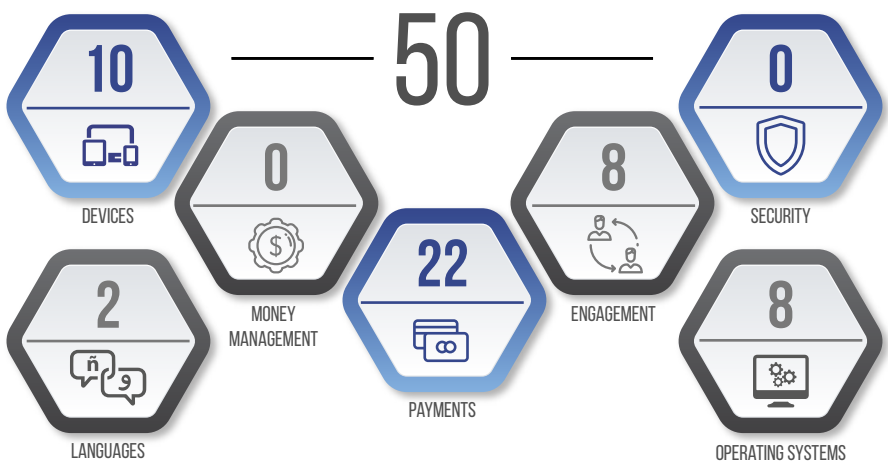 50
10
DEVICES
0
SECURITY
0
$
MONEY
MANAGEMENT
8
ENGAGEMENT
22
PAYMENTS
2
ñ
و
LANGUAGES
8
OPERATING SYSTEMS